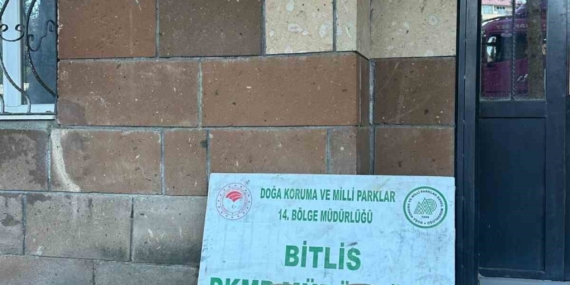 DOĞA KORUMA VE MİLLİ PARKLAR
14. BÖLGE MÜDÜRLÜĞÜ
BİTLİS